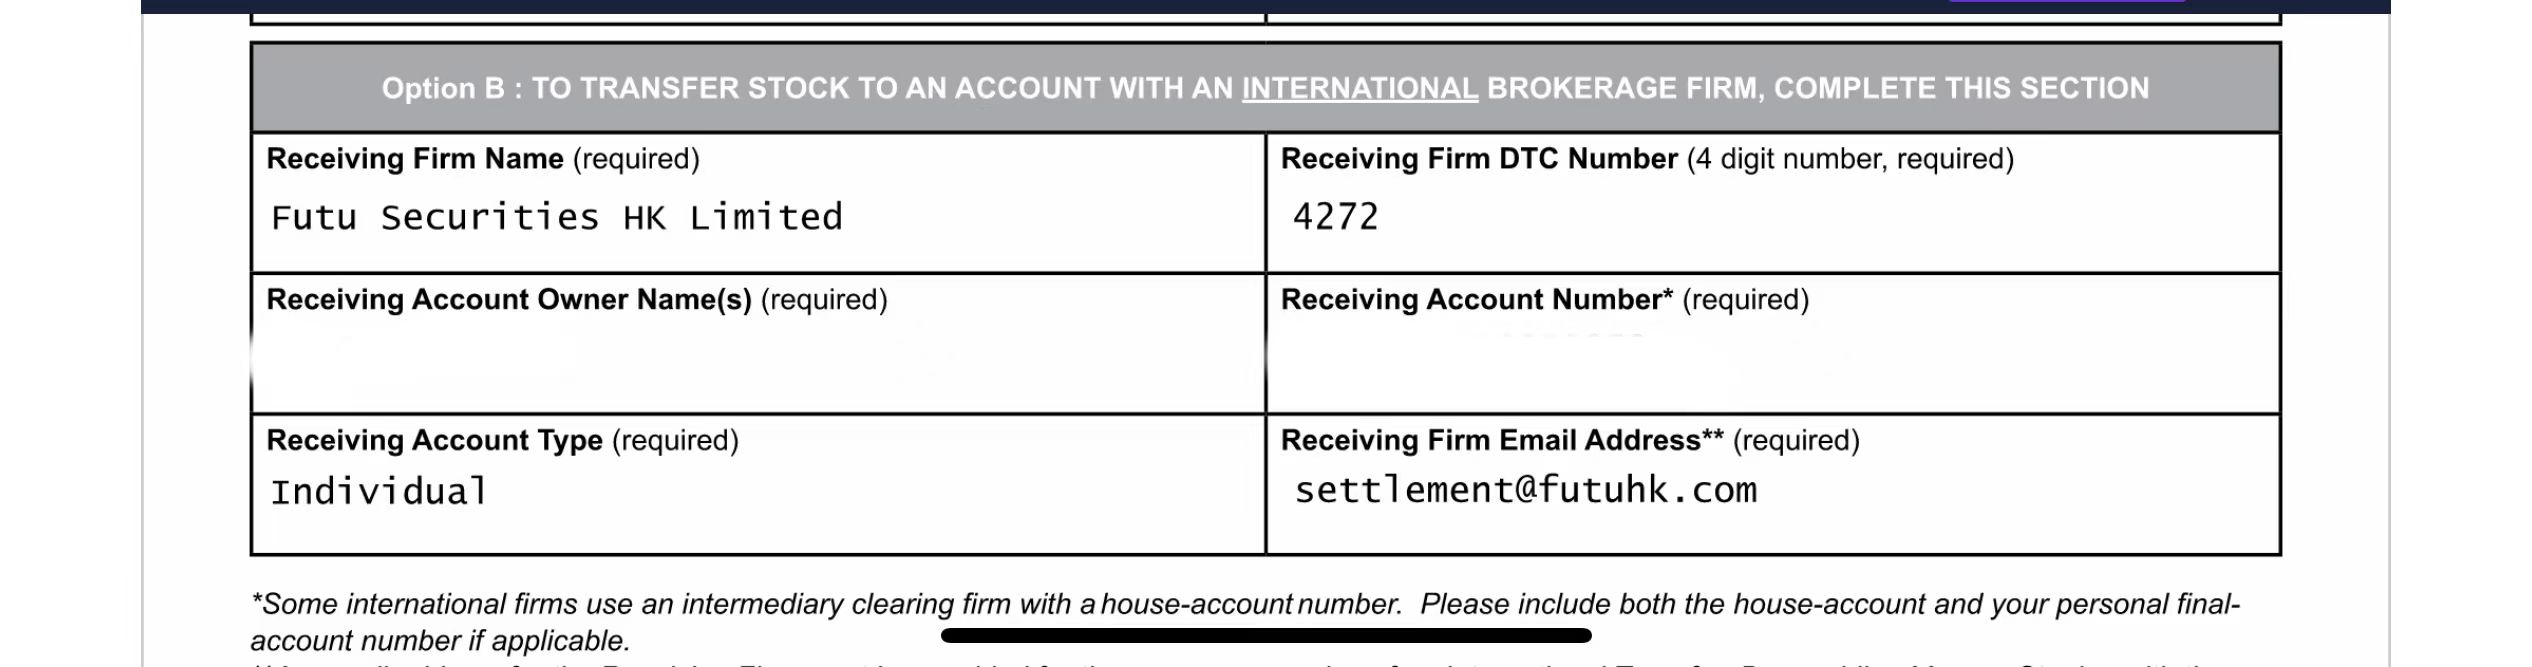 Option B : TO TRANSFER STOCK TO AN ACCOUNT WITH AN INTERNATIONAL BROKERAGE FIRM, COMPLETE THIS SECTION
Receiving Firm Name (required)
Futu Securities HK Limited
Receiving Firm DTC Number (4 digit number, required)
4272
Receiving Account Owner Name(s) (required)
Receiving Account Number* (required)
Receiving Account Type (required)
Individual
Receiving Firm Email Address** (required)
settlement@futuhk.com
*Some international firms use an intermediary clearing firm with a house-account number. Please include both the house-account and your personal final-
account number if applicable.